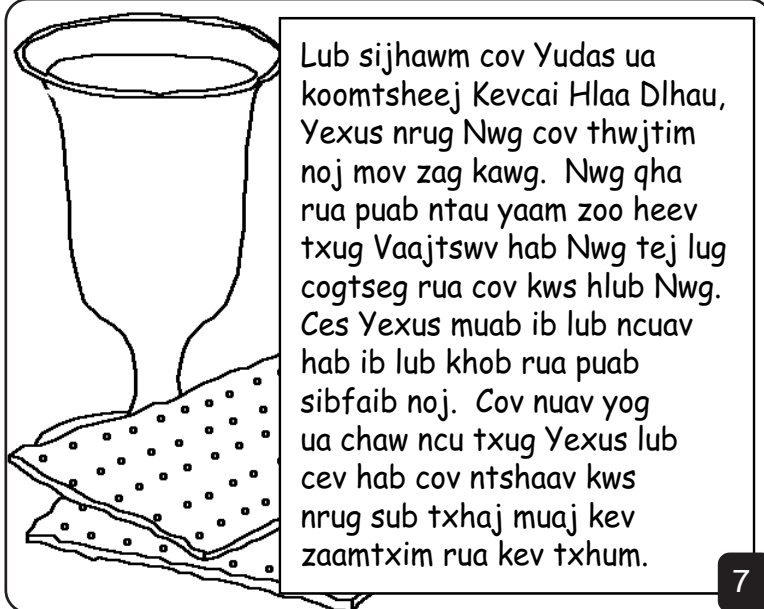 Lub sijhawm cov Yudas ua
koomtsheej Kevcai Hlaa Dlhau,
Yexus nrug Nwg cov thwjtim
noj mov zag kawg.  Nwg qha
rua puab ntau yaam zoo heev
txug Vaajtswv hab Nwg tej lug
cogtseg rua cov kws hlub Nwg.
Ces Yexus muab ib lub ncuav
hab ib lub khob rua puab
sibfaib noj.  Cov nuav yog
ua chaw ncu txug Yexus lub
cev hab cov ntshaav kws
nrug sub txhaj muaj kev
zaamtxim rua kev txhum.
7